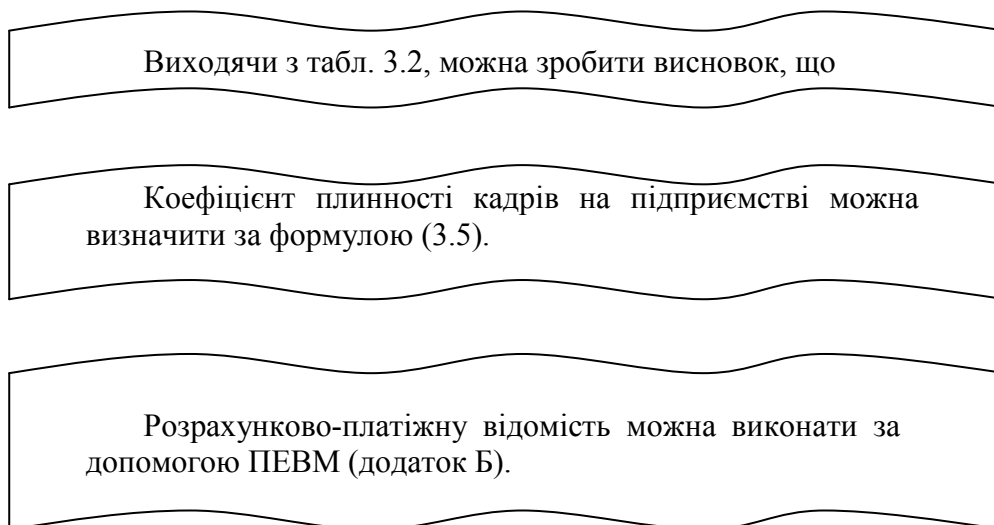 Виходячи з табл. 3.2, можна зробити висновок, що
Коефіцієнт плинності кадрів на підприємстві можна
визначити за формулою (3.5).
Розрахунково-платіжну відомість можна виконати за
допомогою ПЕВМ (додаток Б).